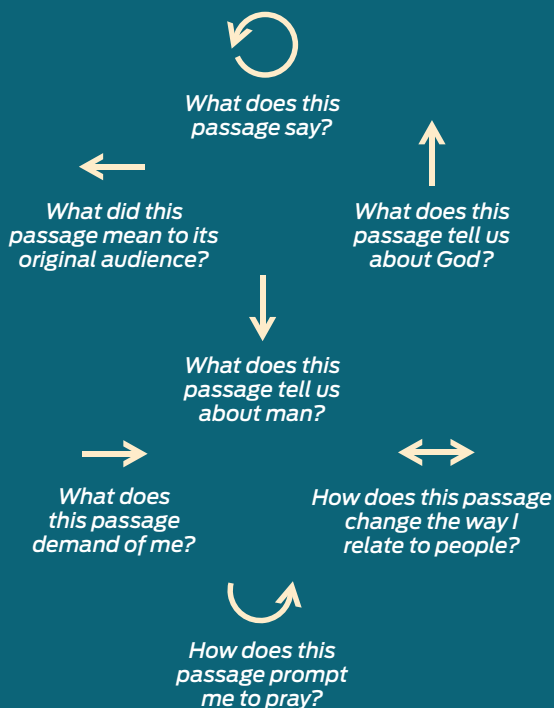 What does this
passage say?
What did this
passage mean to its
original audience?
What does this
passage tell us
about God?
What does this
passage tell us
about man?
What does
this passage
demand of me?
How does this passage
change the way I
relate to people?
How does this
passage prompt
me to pray?